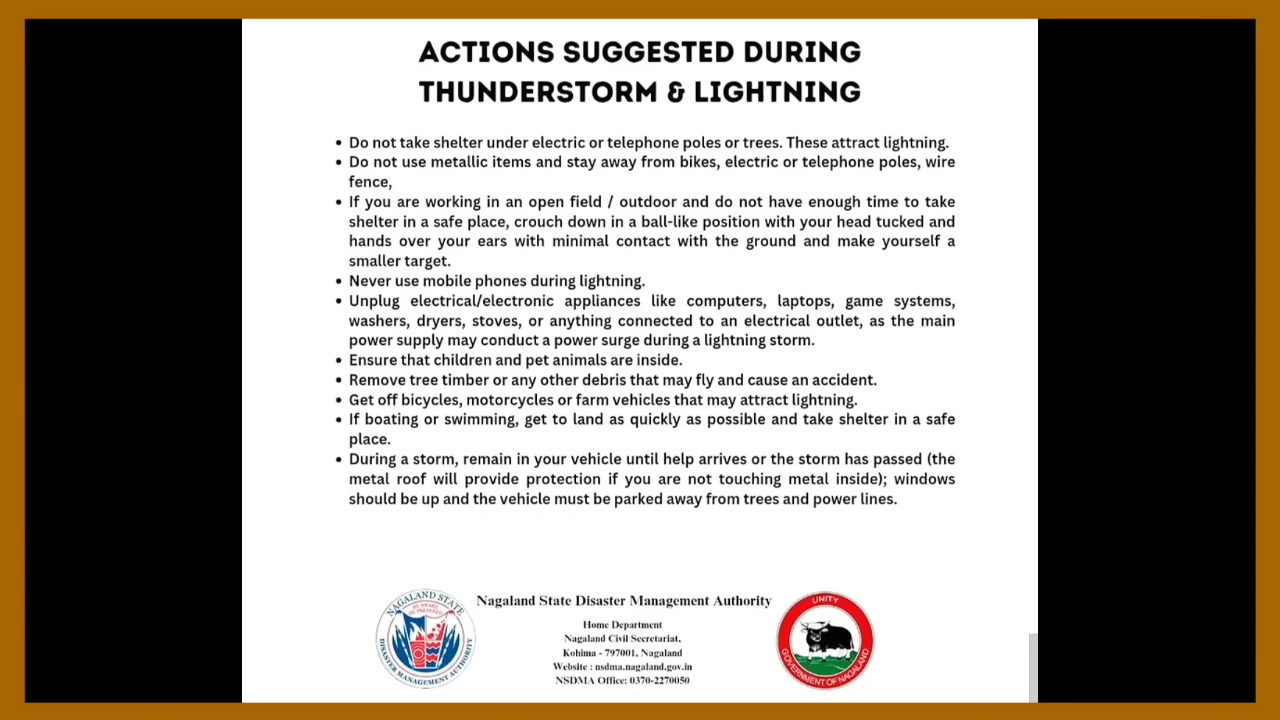 ACTIONS SUGGESTED DURING
THUNDERSTORM & LIGHTNING
• Do not take shelter under electric or telephone poles or trees. These attract lightning.
• Do not use metallic items and stay away from bikes, electric or telephone poles, wire
fence,
• If you are working in an open field / outdoor and do not have enough time to take
shelter in a safe place, crouch down in a ball-like position with your head tucked and
hands over your ears with minimal contact with the ground and make yourself a
smaller target.
• Never use mobile phones during lightning.
• Unplug electrical/electronic appliances like computers, laptops, game systems,
washers, dryers, stoves, or anything connected to an electrical outlet, as the main
power supply may conduct a power surge during a lightning storm.
• Ensure that children and pet animals are inside.
• Remove tree timber or any other debris that may fly and cause an accident.
• Get off bicycles, motorcycles or farm vehicles that may attract lightning.
• If boating or swimming, get to land as quickly as possible and take shelter in a safe
place.
• During a storm, remain in your vehicle until help arrives or the storm has passed (the
metal roof will provide protection if you are not touching metal inside); windows
should be up and the vehicle must be parked away from trees and power lines.
NAGALAND STATE
DISASTER MANAGEMENT AUTHORITY
Nagaland State Disaster Management Authority
Home Department
Nagaland Civil Secretariat,
Kohima - 797001, Nagaland
Website : nsdma.nagaland.gov.in
NSDMA Office: 0370-2270050
UNITY
GOVERNMENT OF NAGALAND